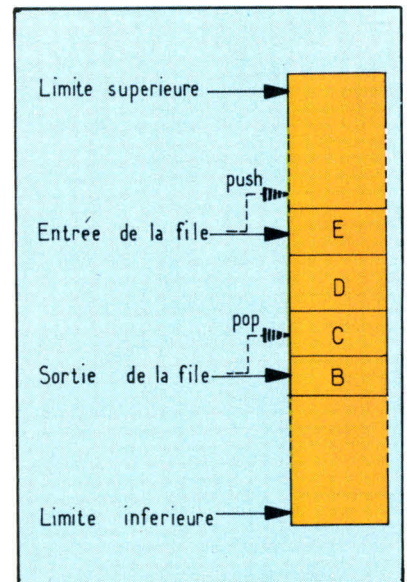 Limite superieure
push
Entrée de la file
E
D
pop
C
Sortie de la file
B
Limite inferieure